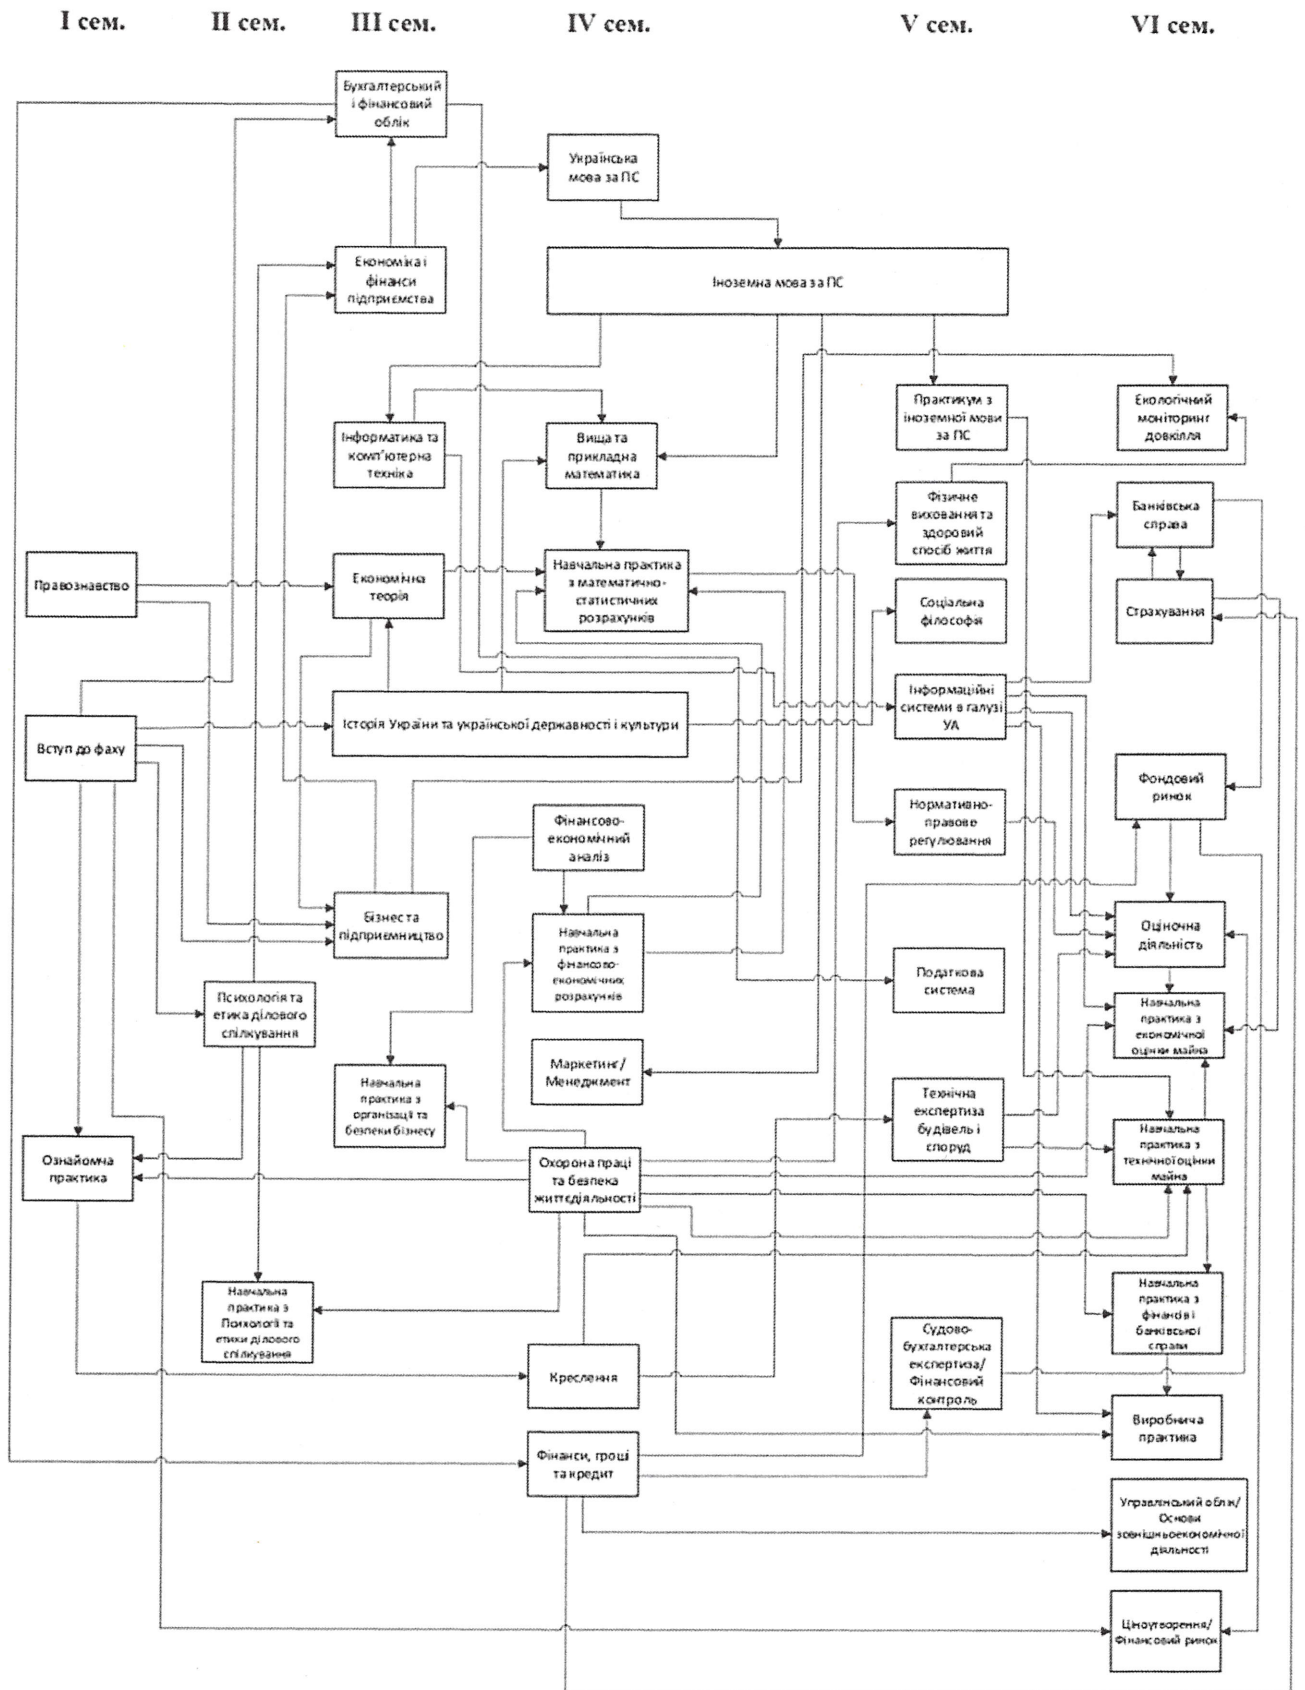 I сем. II сем. III сем. IV сем. V сем. VI сем.
Бухгалтерський
і фінансовий
облік
Українська
мова за ПС
Економіка і
фінанси
підприємства
Іноземна мова за ПС
Практикум з
іноземної мови
за ПС
Екологічний
моніторинг
довкілля
Інформатика та
комп'ютерна
техніка
Вища та
прикладна
математика
Фізичне
виховання та
здоровий
спосіб життя
Банківська
справа
Правознавство
Економічна
теорія
Навчальна практика
з математично-
статистичних
розрахунків
Соціальна
філософія
Страхування
Вступ до фаху
Історія України та української державності і культури
Інформаційні
системи в галузі
УА
Фондовий
ринок
Фінансово-
економічний
аналіз
Нормативно-
правове
регулювання
Бізнес та
підприємництво
Навчальна
практика з
фінансово-
економічних
розрахунків
Оціночна
діяльність
Психологія та
етика ділового
спілкування
Податкова
система
Навчальна
практика з
економічної
оцінки майна
Навчальна
практика з
організації та
безпеки бізнесу
Маркетинг/
Менеджмент
Технічна
експертиза
будівель і
споруд
Ознайомча
практика
Охорона праці
та безпека
життєдіяльності
Навчальна
практика з
технічної оцінки
майна
Навчальна
практика з
Психології та
етики ділового
спілкування
Навчальна
практика з
фінансів і
банківської
справи
Креслення
Судово-
бухгалтерська
експертиза/
Фінансовий
контроль
Виробнича
практика
Фінанси, гроші
та кредит
Управлінський облік/
Основи
зовнішньоекономічної
діяльності
Ціноутворення/
Фінансовий ринок